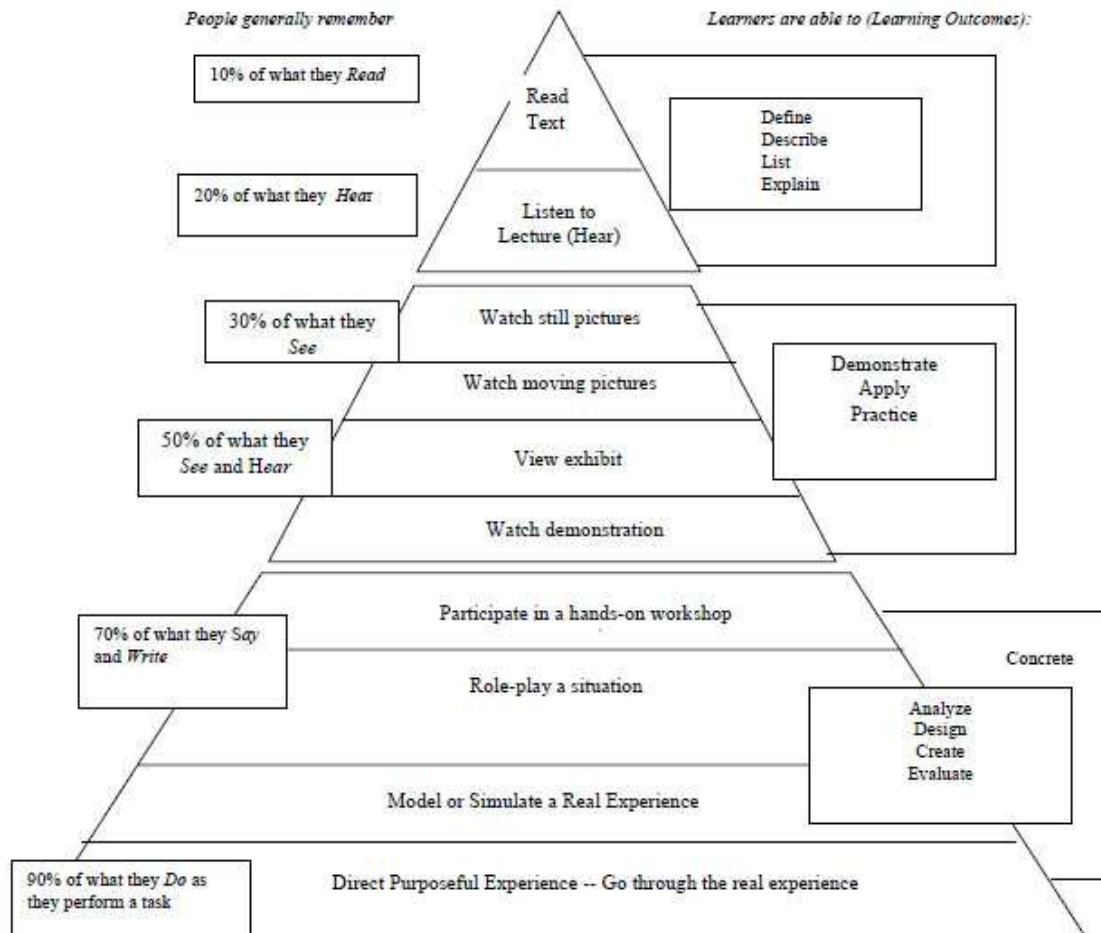 People generally remember
Learners are able to (Learning Outcomes):
10% of what they Read
Read
Text
Define
Describe
List
Explain
20% of what they Hear
Listen to
Lecture (Hear)
30% of what they
See
Watch still pictures
Watch moving pictures
Demonstrate
Apply
Practice
50% of what they
See and Hear
View exhibit
Watch demonstration
Participate in a hands-on workshop
70% of what they Say
and Write
Concrete
Role-play a situation
Analyze
Design
Create
Evaluate
Model or Simulate a Real Experience
90% of what they Do as
they perform a task
Direct Purposeful Experience -- Go through the real experience